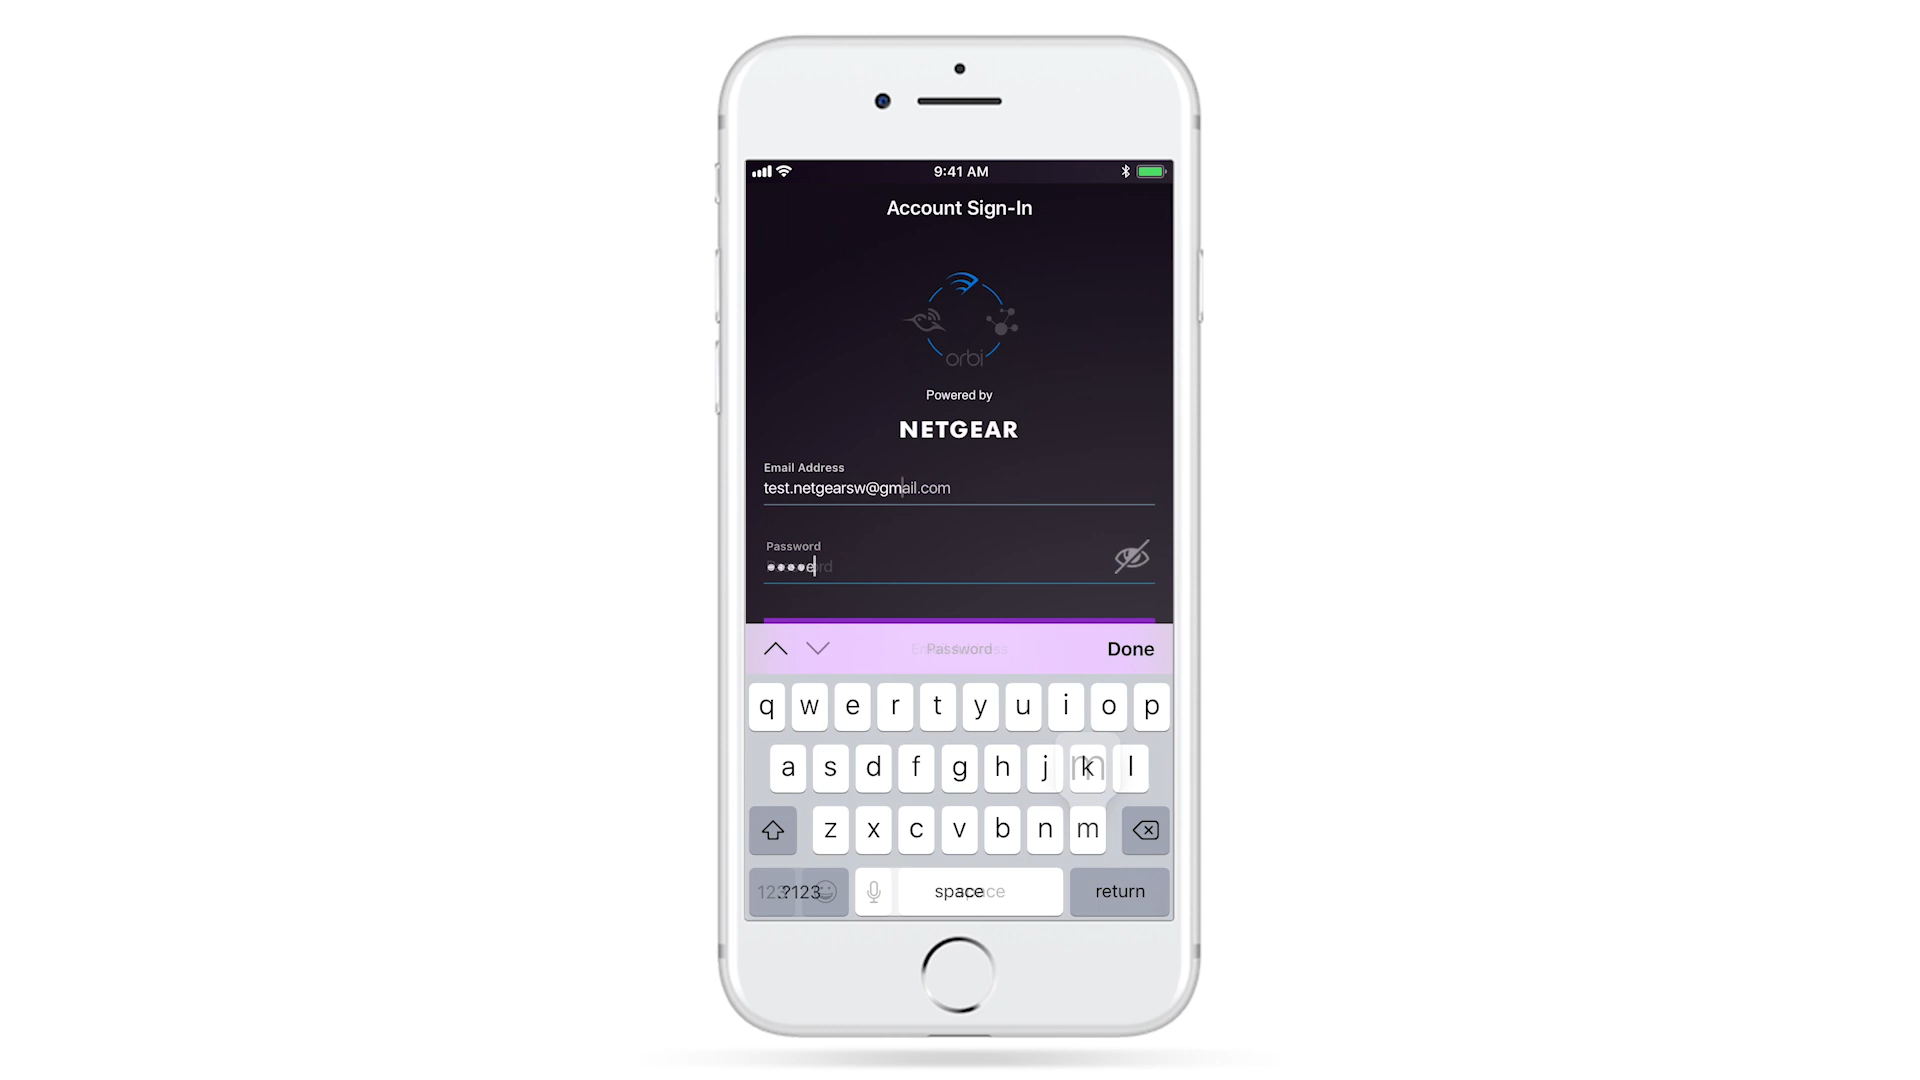 9:41 AM
Account Sign-In
orbi
Powered by
NETGEAR
Email Address
test.netgearsw@gmail.com
Password
Password
Done
q w e r t y u i o p
a s d f g h j k l
m
z x c v b n m
.?123 space return